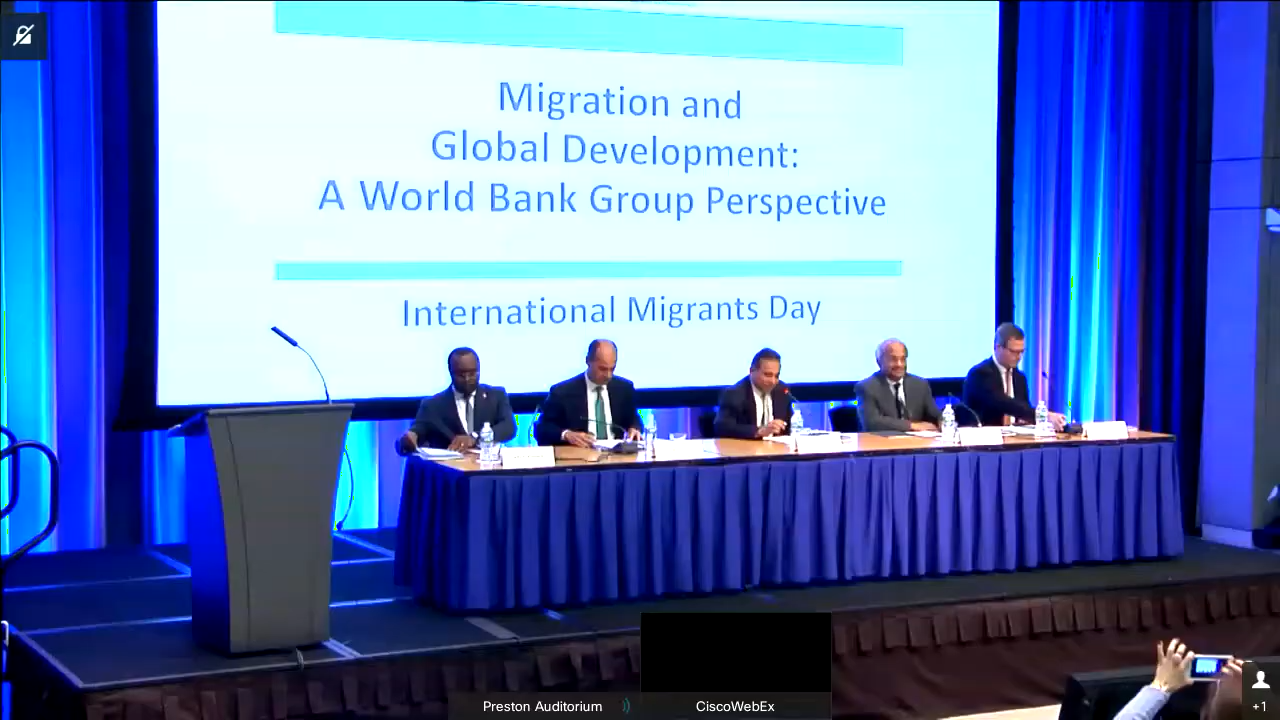 Migration and
Global Development:
A World Bank Group Perspective
International Migrants Day
Preston Auditorium
CiscoWebEx
+1